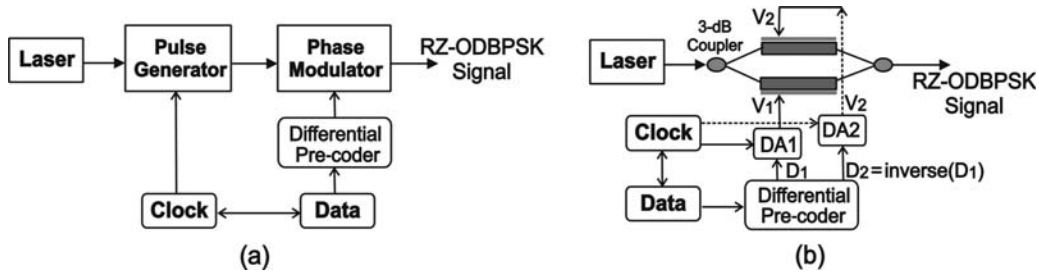 Laser
Pulse
Generator
Phase
Modulator
RZ-ODBPSK
Signal
Differential
Pre-coder
Clock
Data
(a)
V2
3-dB
Coupler
Laser
RZ-ODBPSK
Signal
V1
V2
Clock
DA1
DA2
D1
D2=inverse(D1)
Data
Differential
Pre-coder
(b)